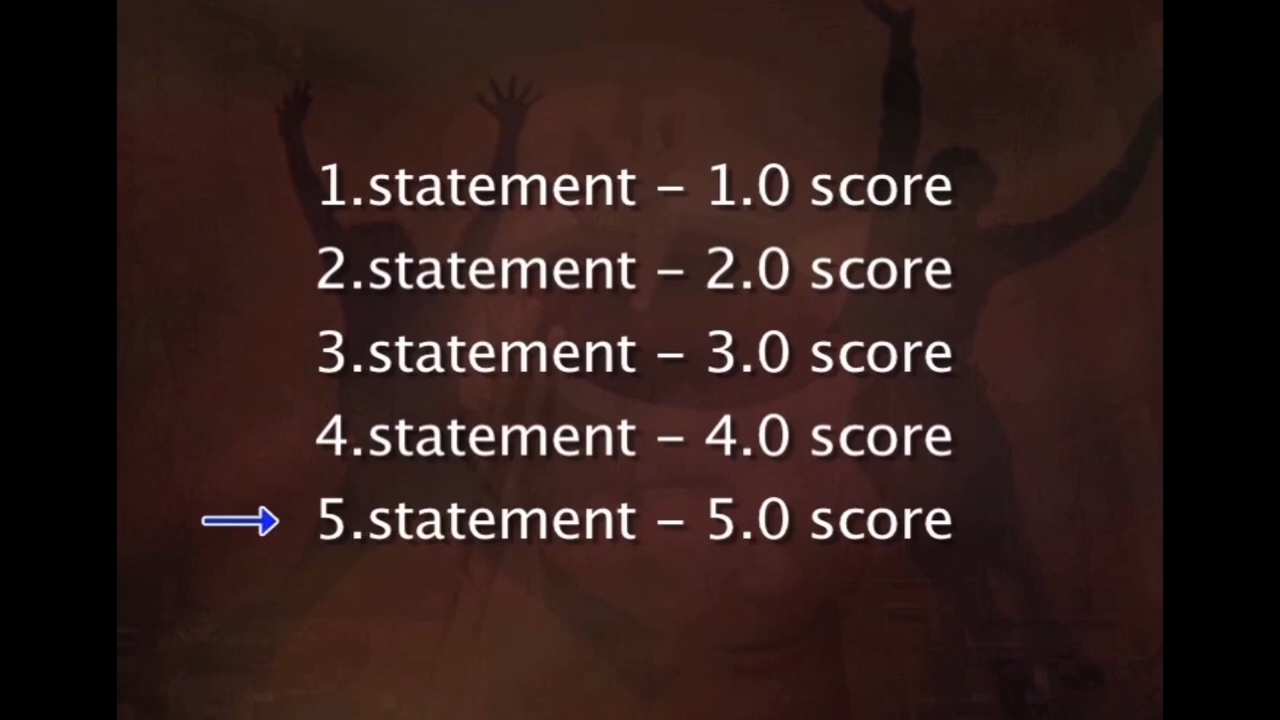 1.statement – 1.0 score
2.statement – 2.0 score
3.statement – 3.0 score
4.statement – 4.0 score
5.statement – 5.0 score